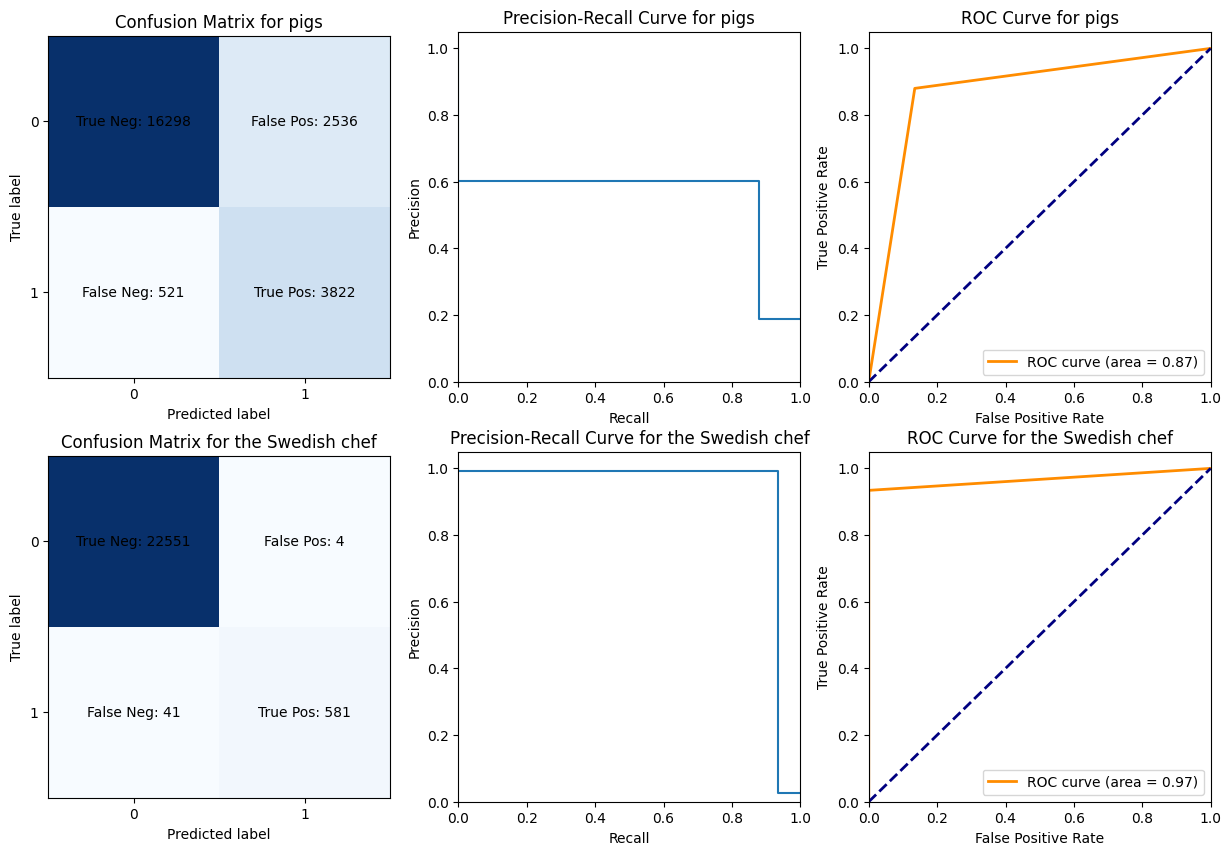 Confusion Matrix for pigs
True label
0
1
True Neg: 16298
False Pos: 2536
False Neg: 521
True Pos: 3822
0
1
Predicted label
Precision-Recall Curve for pigs
Precision
1.0
0.8
0.6
0.4
0.2
0.0
0.0
0.2
0.4
0.6
0.8
1.0
Recall
ROC Curve for pigs
True Positive Rate
1.0
0.8
0.6
0.4
0.2
0.0
ROC curve (area = 0.87)
0.0
0.2
0.4
0.6
0.8
1.0
False Positive Rate
Confusion Matrix for the Swedish chef
True label
0
1
True Neg: 22551
False Pos: 4
False Neg: 41
True Pos: 581
0
1
Predicted label
Precision-Recall Curve for the Swedish chef
Precision
1.0
0.8
0.6
0.4
0.2
0.0
0.0
0.2
0.4
0.6
0.8
1.0
Recall
ROC Curve for the Swedish chef
True Positive Rate
1.0
0.8
0.6
0.4
0.2
0.0
ROC curve (area = 0.97)
0.0
0.2
0.4
0.6
0.8
1.0
False Positive Rate